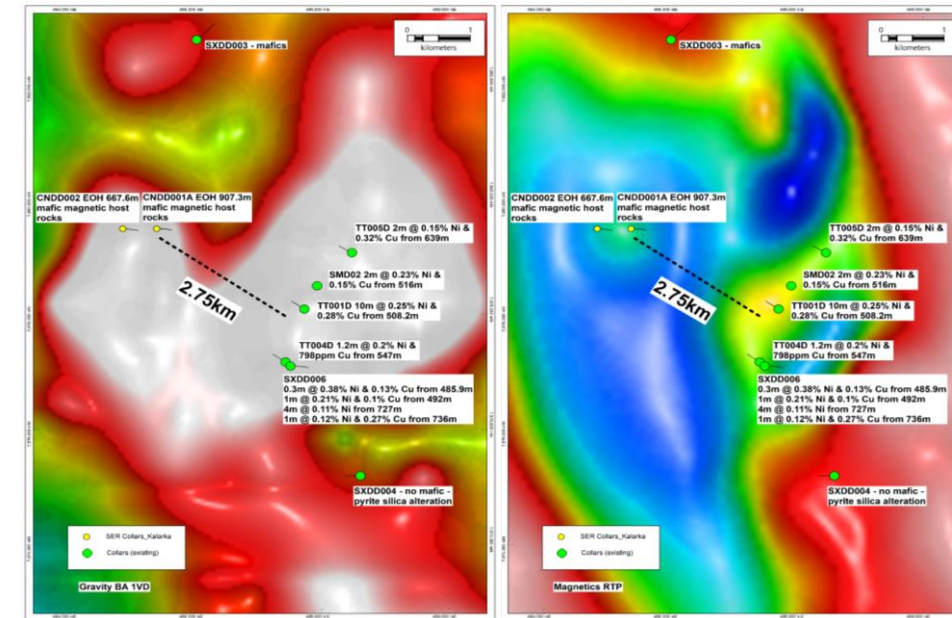 0 1
kilometers
SXDD003 - mafics
CNDD002 EOH 667.6m
mafic magnetic host
rocks
CNDD001A EOH 907.3m
mafic magnetic host
rocks
TT005D 2m @ 0.15% Ni &
0.32% Cu from 639m
SMD02 2m @ 0.23% Ni &
0.15% Cu from 516m
2.75km
TT001D 10m @ 0.25% Ni &
0.28% Cu from 508.2m
TT004D 1.2m @ 0.2% Ni &
798ppm Cu from 547m
SXDD006
0.3m @ 0.38% Ni & 0.13% Cu from 485.9m
1m @ 0.21% Ni & 0.1% Cu from 492m
4m @ 0.11% Ni from 727m
1m @ 0.12% Ni & 0.27% Cu from 736m
SXDD004 - no mafic -
pyrite silica alteration
SER Collars_Kalarka
Collars (existing)
Gravity BA 1VD
0 1
kilometers
SXDD003 - mafics
CNDD002 EOH 667.6m
mafic magnetic host
rocks
CNDD001A EOH 907.3m
mafic magnetic host
rocks
TT005D 2m @ 0.15% Ni &
0.32% Cu from 639m
SMD02 2m @ 0.23% Ni &
0.15% Cu from 516m
2.75km
TT001D 10m @ 0.25% Ni &
0.28% Cu from 508.2m
TT004D 1.2m @ 0.2% Ni &
798ppm Cu from 547m
SXDD006
0.3m @ 0.38% Ni & 0.13% Cu from 485.9m
1m @ 0.21% Ni & 0.1% Cu from 492m
4m @ 0.11% Ni from 727m
1m @ 0.12% Ni & 0.27% Cu from 736m
SXDD004 - no mafic -
pyrite silica alteration
SER Collars_Kalarka
Collars (existing)
Magnetics RTP